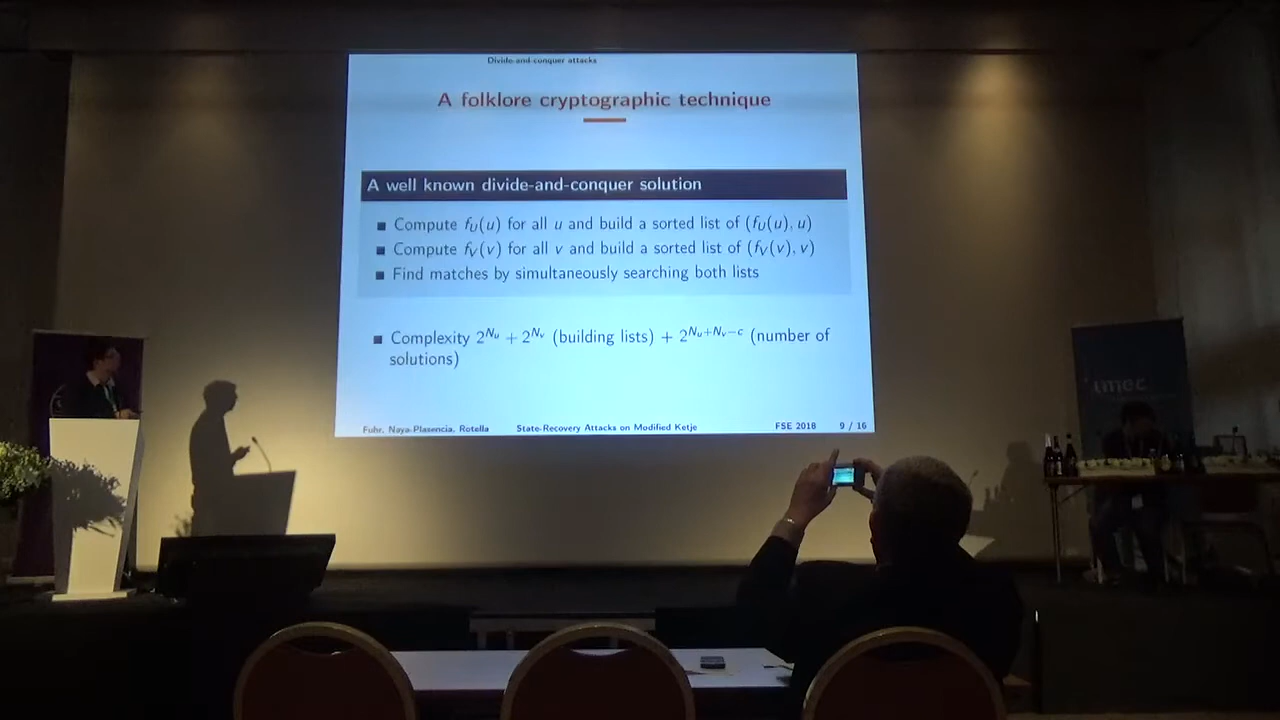 Divide-and-conquer attacks
A folklore cryptographic technique
A well known divide-and-conquer solution
■ Compute f_U(u) for all u and build a sorted list of (f_U(u), u)
■ Compute f_V(v) for all v and build a sorted list of (f_V(v), v)
■ Find matches by simultaneously searching both lists
■ Complexity 2^{N_u} + 2^{N_v} (building lists) + 2^{N_u+N_v−c} (number of
solutions)
Fuhr, Naya-Plasencia, Rotella State-Recovery Attacks on Modified Ketje FSE 2018 9 / 16
imec